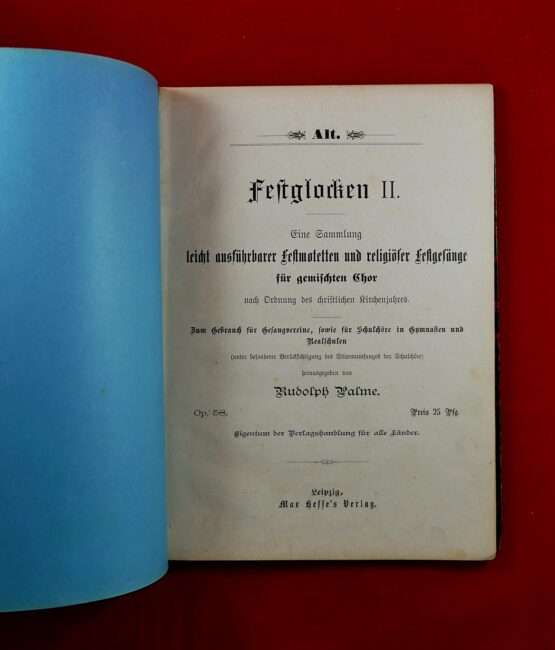 Alt.
Festglocken II.
Eine Sammlung
leicht ausführbarer Festmotetten und religiöser Festgesänge
für gemischten Chor
nach Ordnung des christlichen Kirchenjahres.
Zum Gebrauch für Gesangvereine, sowie für Schulchöre in Gymnasien und
Realschulen
(unter besonderer Berücksichtigung des Stimmumfanges der Schulchöre)
herausgegeben von
Rudolph Palme.
Op. 58. Preis 25 Pfg.
Eigentum der Verlagshandlung für alle Länder.
Leipzig,
Max Hesse's Verlag.